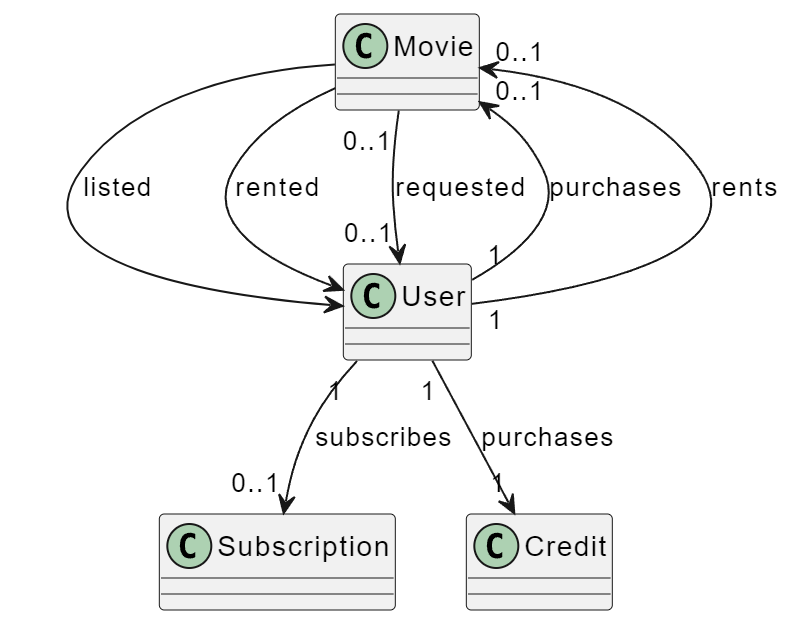 C Movie
0..1
0..1
0..1
listed
rented
requested
purchases
rents
0..1
1
C User
1
1
1
subscribes
purchases
0..1
1
C Subscription
C Credit